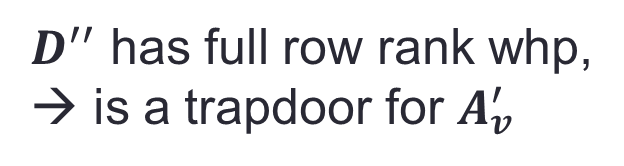 D'' has full row rank whp,
→ is a trapdoor for A'ᵥ